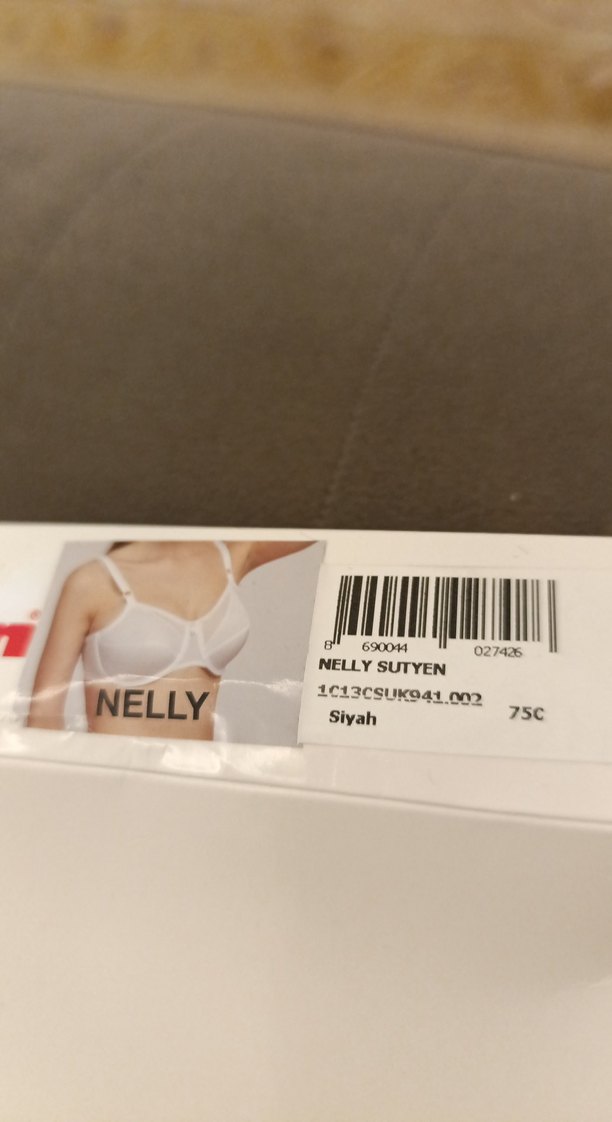 NELLY
8 690044 027426
NELLY SUTYEN
1C13CSUK941.002
Siyah 75C